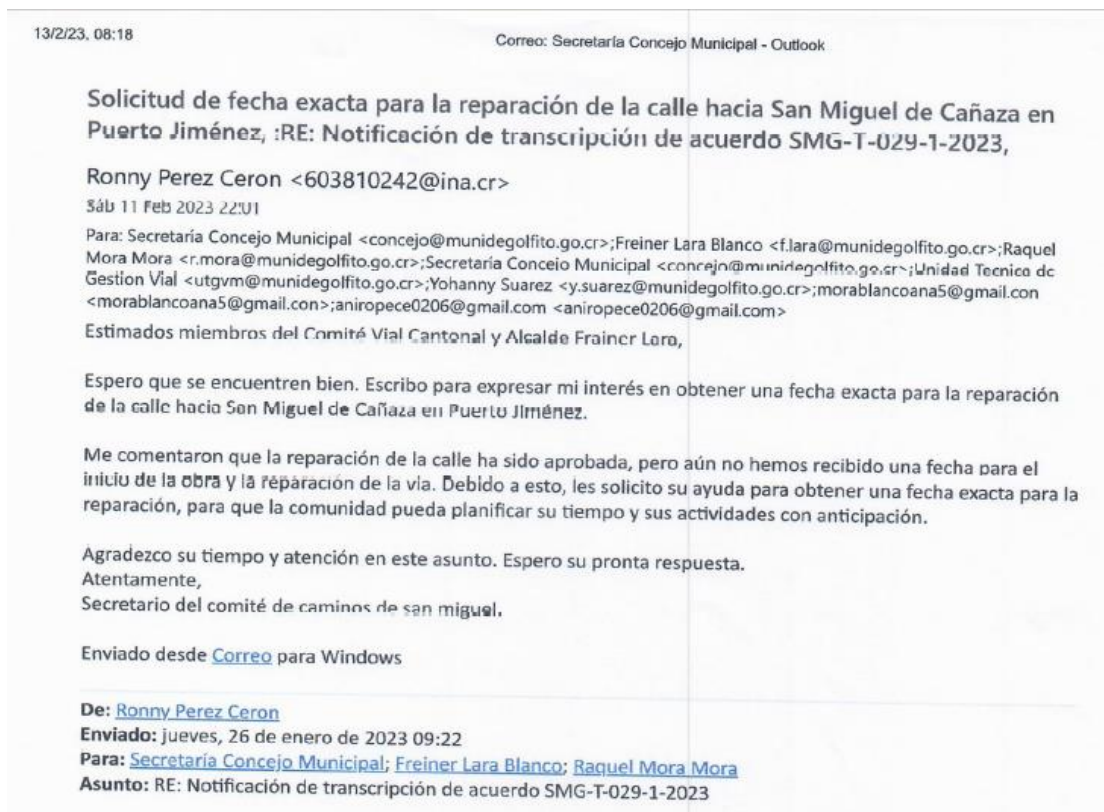 13/2/23, 08:18
Correo: Secretaría Concejo Municipal - Outlook
Solicitud de fecha exacta para la reparación de la calle hacia San Miguel de Cañaza en
Puerto Jiménez, :RE: Notificación de transcripción de acuerdo SMG-T-029-1-2023,
Ronny Perez Ceron <603810242@ina.cr>
Sáb 11 Feb 2023 22:01
Para: Secretaría Concejo Municipal <concejo@munidegolfito.go.cr>;Freiner Lara Blanco <f.lara@munidegolfito.go.cr>;Raquel
Mora Mora <r.mora@munidegolfito.go.cr>;Secretaría Concejo Municipal <concejo@munidegolfito.go.cr>;Unidad Tecnica de
Gestion Vial <utgvm@munidegolfito.go.cr>;Yohanny Suarez <y.suarez@munidegolfito.go.cr>;morablancoana5@gmail.con
<morablancoana5@gmail.con>;aniropece0206@gmail.com <aniropece0206@gmail.com>
Estimados miembros del Comité Vial Cantonal y Alcalde Frainer Lara,
Espero que se encuentren bien. Escribo para expresar mi interés en obtener una fecha exacta para la reparación
de la calle hacia San Miguel de Cañaza en Puerto Jiménez.
Me comentaron que la reparación de la calle ha sido aprobada, pero aún no hemos recibido una fecha para el
inicio de la obra y la reparación de la via. Debido a esto, les solicito su ayuda para obtener una fecha exacta para la
reparación, para que la comunidad pueda planificar su tiempo y sus actividades con anticipación.
Agradezco su tiempo y atención en este asunto. Espero su pronta respuesta.
Atentamente,
Secretario del comité de caminos de san miguel.
Enviado desde Correo para Windows
De: Ronny Perez Ceron
Enviado: jueves, 26 de enero de 2023 09:22
Para: Secretaría Concejo Municipal; Freiner Lara Blanco; Raquel Mora Mora
Asunto: RE: Notificación de transcripción de acuerdo SMG-T-029-1-2023